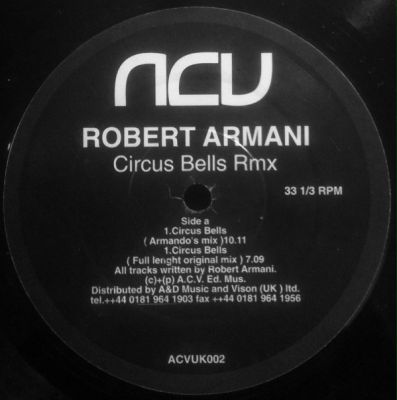 ACV
ROBERT ARMANI
Circus Bells Rmx
33 1/3 RPM
Side a
1.Circus Bells
( Armando's mix )10.11
1.Circus Bells
( Full lenght original mix ) 7.09
All tracks written by Robert Armani.
(c)+(p) A.C.V. Ed. Mus.
Distributed by A&D Music and Vison (UK ) ltd.
tel.++44 0181 964 1903 fax ++44 0181 964 1956
ACVUK002